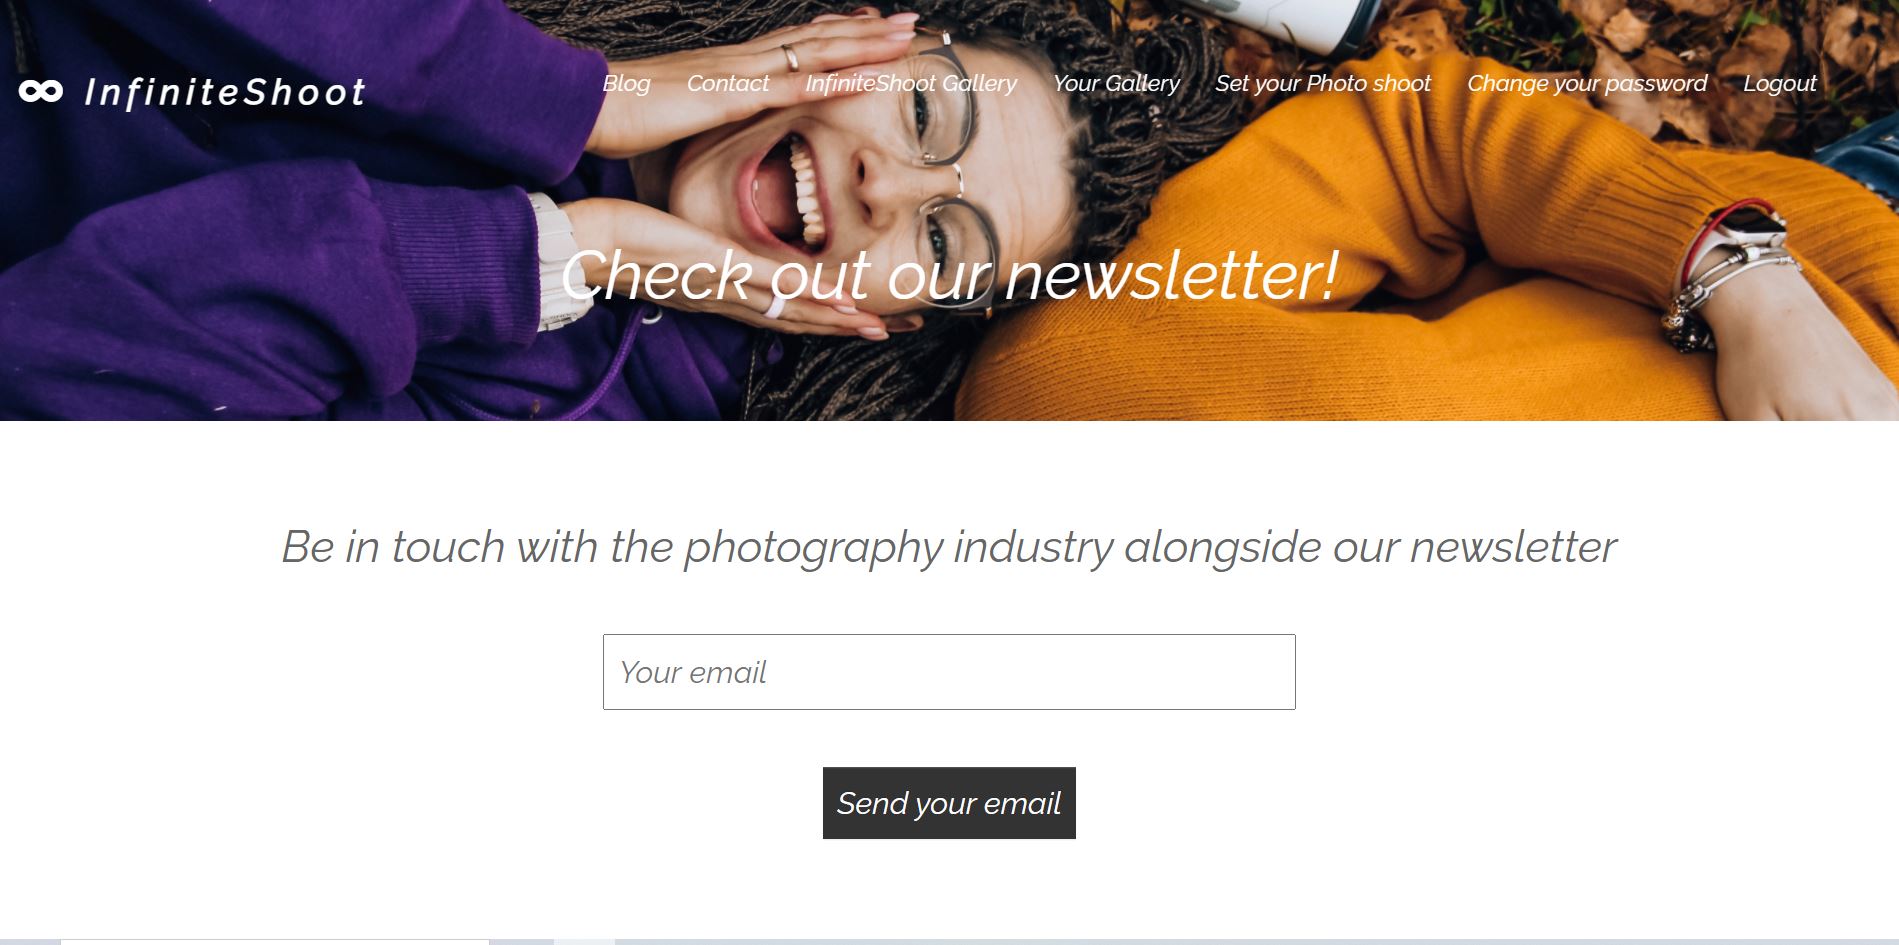 InfiniteShoot
Blog Contact InfiniteShoot Gallery Your Gallery Set your Photo shoot Change your password Logout
Check out our newsletter!
Be in touch with the photography industry alongside our newsletter
Your email
Send your email